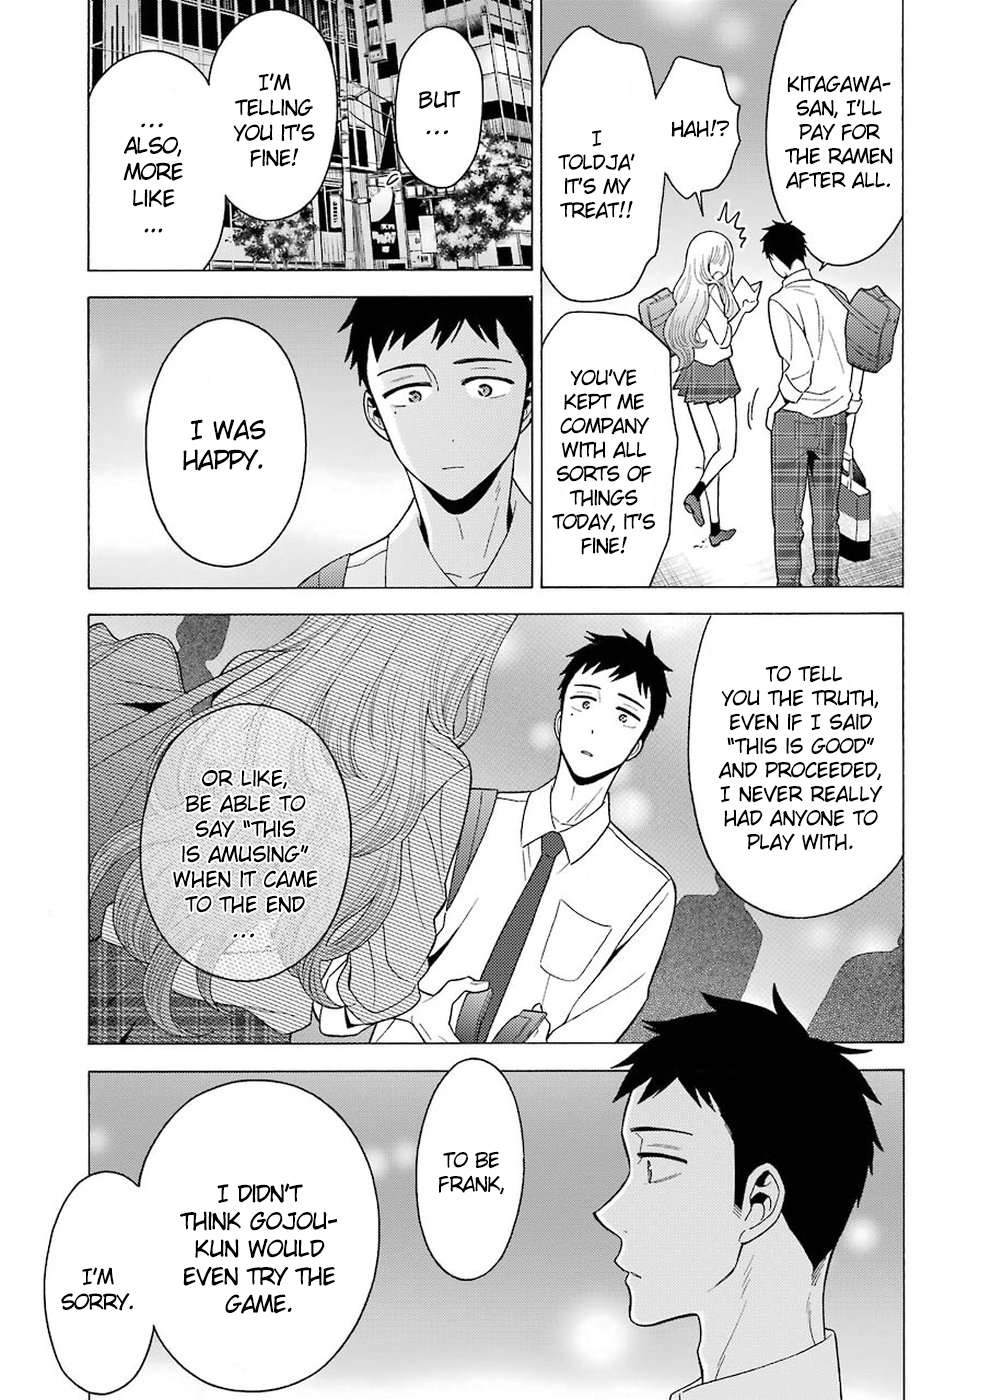 KITAGAWA-
SAN, I'LL
PAY FOR
THE RAMEN
AFTER ALL.
HAH!?
I
TOLDJA'
IT'S MY
TREAT!!
YOU'VE
KEPT ME
COMPANY
WITH ALL
SORTS OF
THINGS
TODAY, IT'S
FINE!
BUT
...
I'M
TELLING
YOU IT'S
FINE!
...
ALSO,
MORE
LIKE
...
I WAS
HAPPY.
TO TELL
YOU THE TRUTH,
EVEN IF I SAID
"THIS IS GOOD"
AND PROCEEDED,
I NEVER REALLY
HAD ANYONE TO
PLAY WITH.
OR LIKE,
BE ABLE TO
SAY "THIS
IS AMUSING"
WHEN IT CAME
TO THE END
...
TO BE
FRANK,
I DIDN'T
THINK GOJOU-
KUN WOULD
EVEN TRY THE
GAME.
I'M
SORRY.